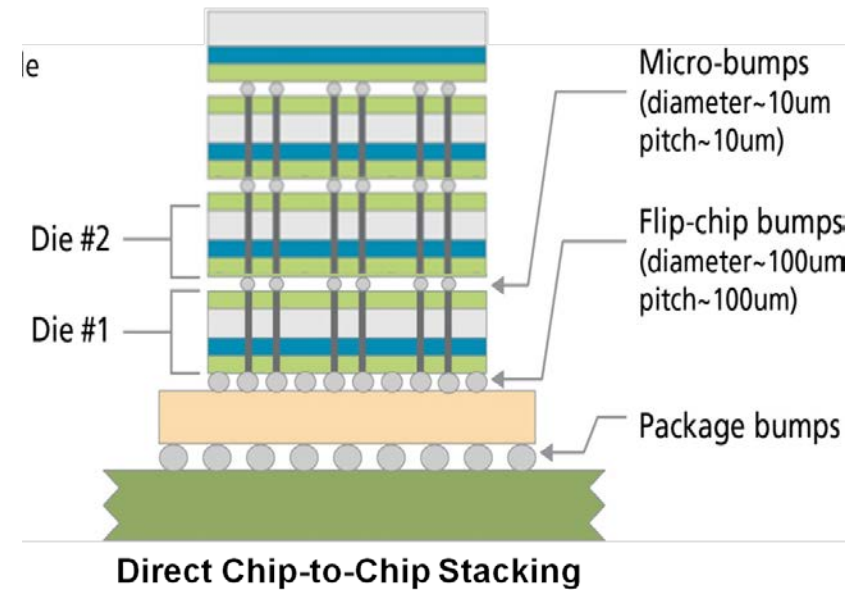 le
Micro-bumps
(diameter~10um
pitch~10um)
Die #2
Flip-chip bumps
(diameter~100um
pitch~100um)
Die #1
Package bumps
Direct Chip-to-Chip Stacking